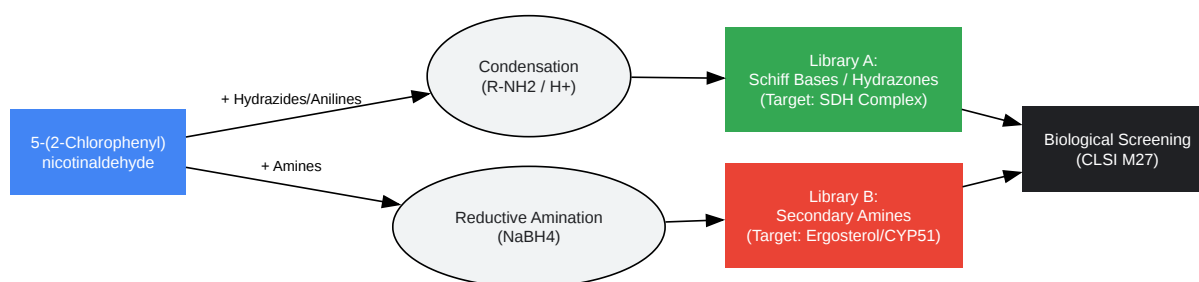 5-(2-Chlorophenyl)
nicotinaldehyde
+ Hydrazides/Anilines
+ Amines
Condensation
(R-NH2 / H+)
Reductive Amination
(NaBH4)
Library A:
Schiff Bases / Hydrazones
(Target: SDH Complex)
Library B:
Secondary Amines
(Target: Ergosterol/CYP51)
Biological Screening
(CLSI M27)